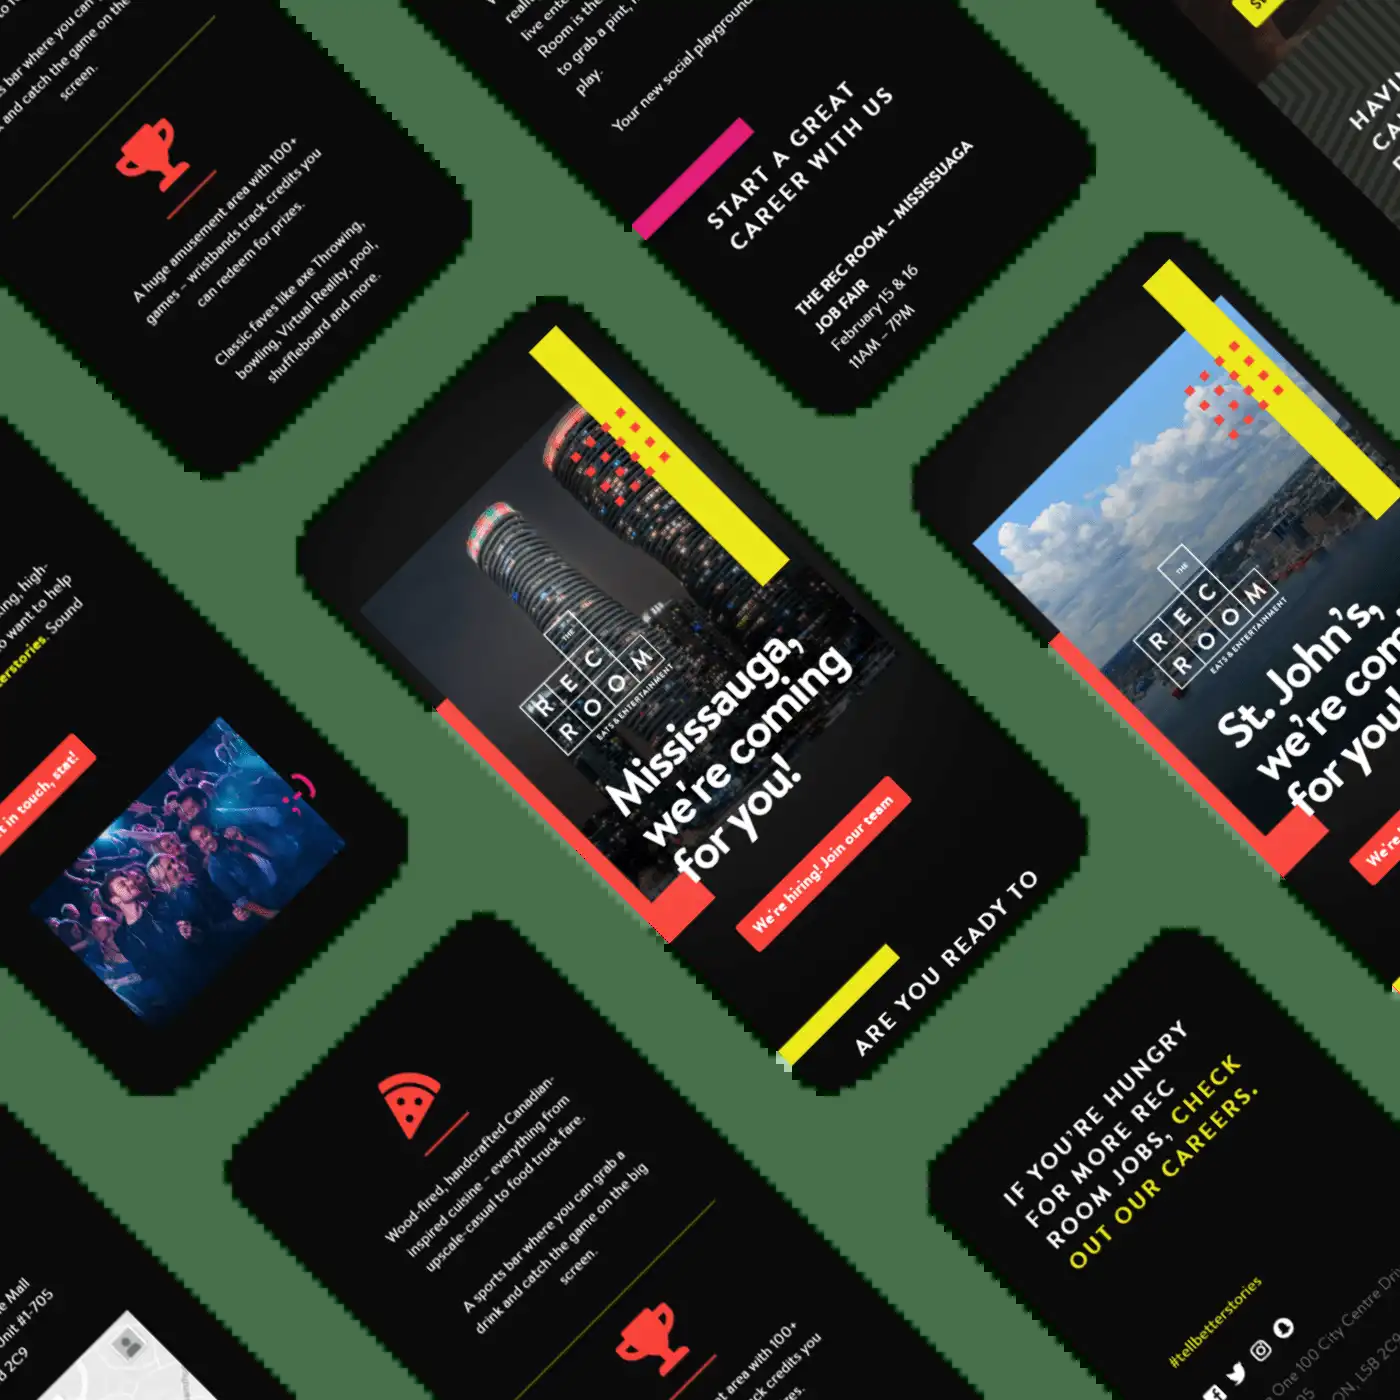 s bar where you can
and catch the game on the
screen.
A huge amusement area with 100+
games – wristbands track credits you
can redeem for prizes.
Classic faves like axe Throwing,
bowling, Virtual Reality, pool,
shuffleboard and more.
live ente
Room is the
to grab a pint,
play.
Your new social playground
START A GREAT
CAREER WITH US
THE REC ROOM – MISSISSUAGA
JOB FAIR
February 15 & 16
11AM – 7PM
HAVI
CA
ing, high-
o want to help
erstories. Sound
t in touch, stat!
THE
REC
ROOM
EATS & ENTERTAINMENT
Mississauga,
we're coming
for you!
We're hiring! Join our team
ARE YOU READY TO
THE
REC
ROOM
EATS & ENTERTAINMENT
St. John's,
we're com
for you
We're
Wood-fired, handcrafted Canadian-
inspired cuisine – everything from
upscale-casual to food truck fare.
A sports bar where you can grab a
drink and catch the game on the big
screen.
t area with 100+
track credits you
zes.
IF YOU'RE HUNGRY
FOR MORE REC
ROOM JOBS, CHECK
OUT OUR CAREERS.
#tellbetterstories
One 100 City Centre Driv
ON, L5B 2C9
e Mall
Unit #1-705
B 2C9